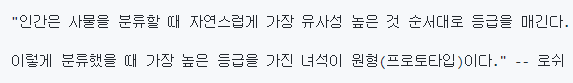 "인간은 사물을 분류할 때 자연스럽게 가장 유사성 높은 것 순서대로 등급을 매긴다.
이렇게 분류했을 때 가장 높은 등급을 가진 녀석이 원형(프로토타입)이다." -- 로쉬